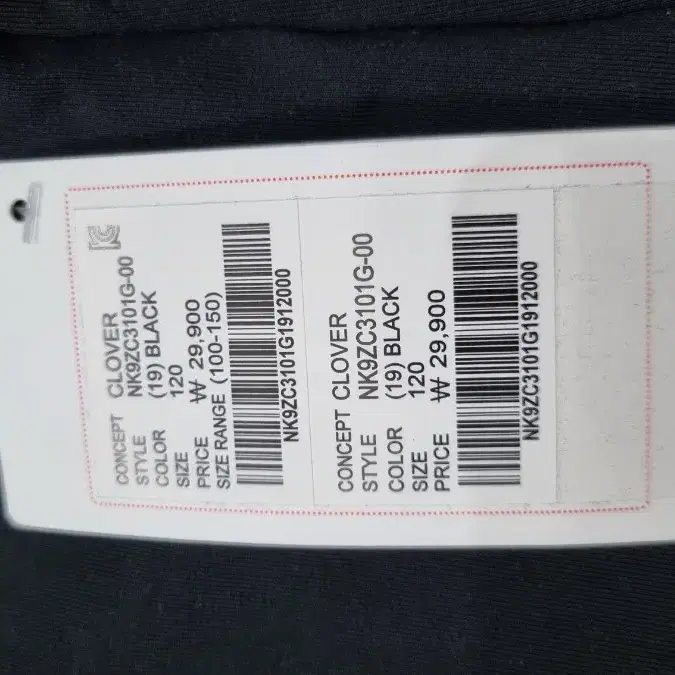 CONCEPT CLOVER
STYLE NK9ZC3101G-00
COLOR (19) BLACK
SIZE 120
PRICE ₩ 29,900
SIZE RANGE (100-150)
NK9ZC3101G1912000
CONCEPT CLOVER
STYLE NK9ZC3101G-00
COLOR (19) BLACK
SIZE 120
PRICE ₩ 29,900
NK9ZC3101G1912000